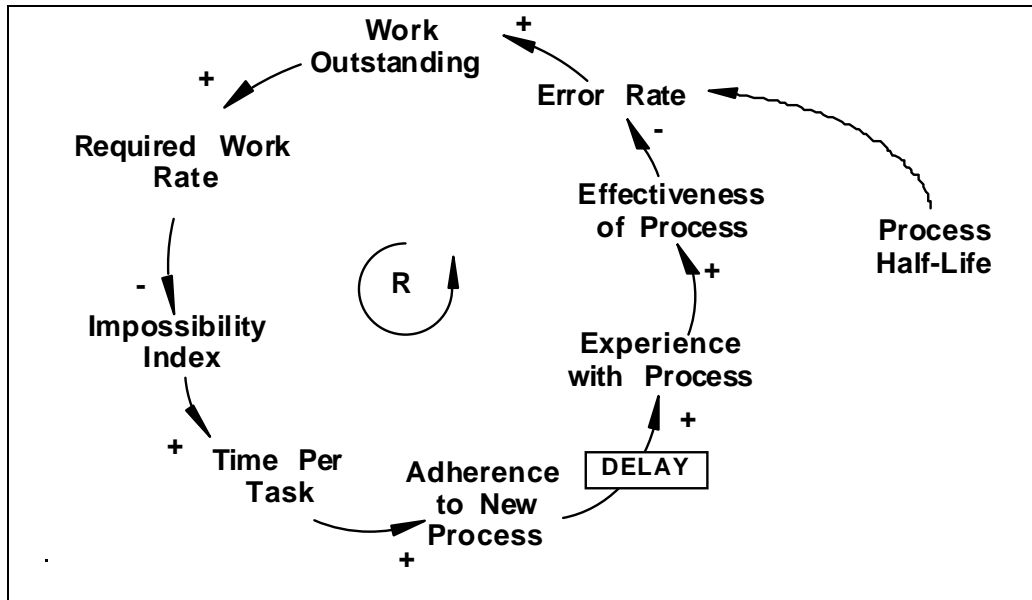 Work
Outstanding
+
+
Error Rate
-
Required Work
Rate
Effectiveness
of Process
Process
Half-Life
R
+
-
Impossibility
Index
Experience
with Process
+
+
DELAY
Time Per
Task
Adherence
to New
Process
+